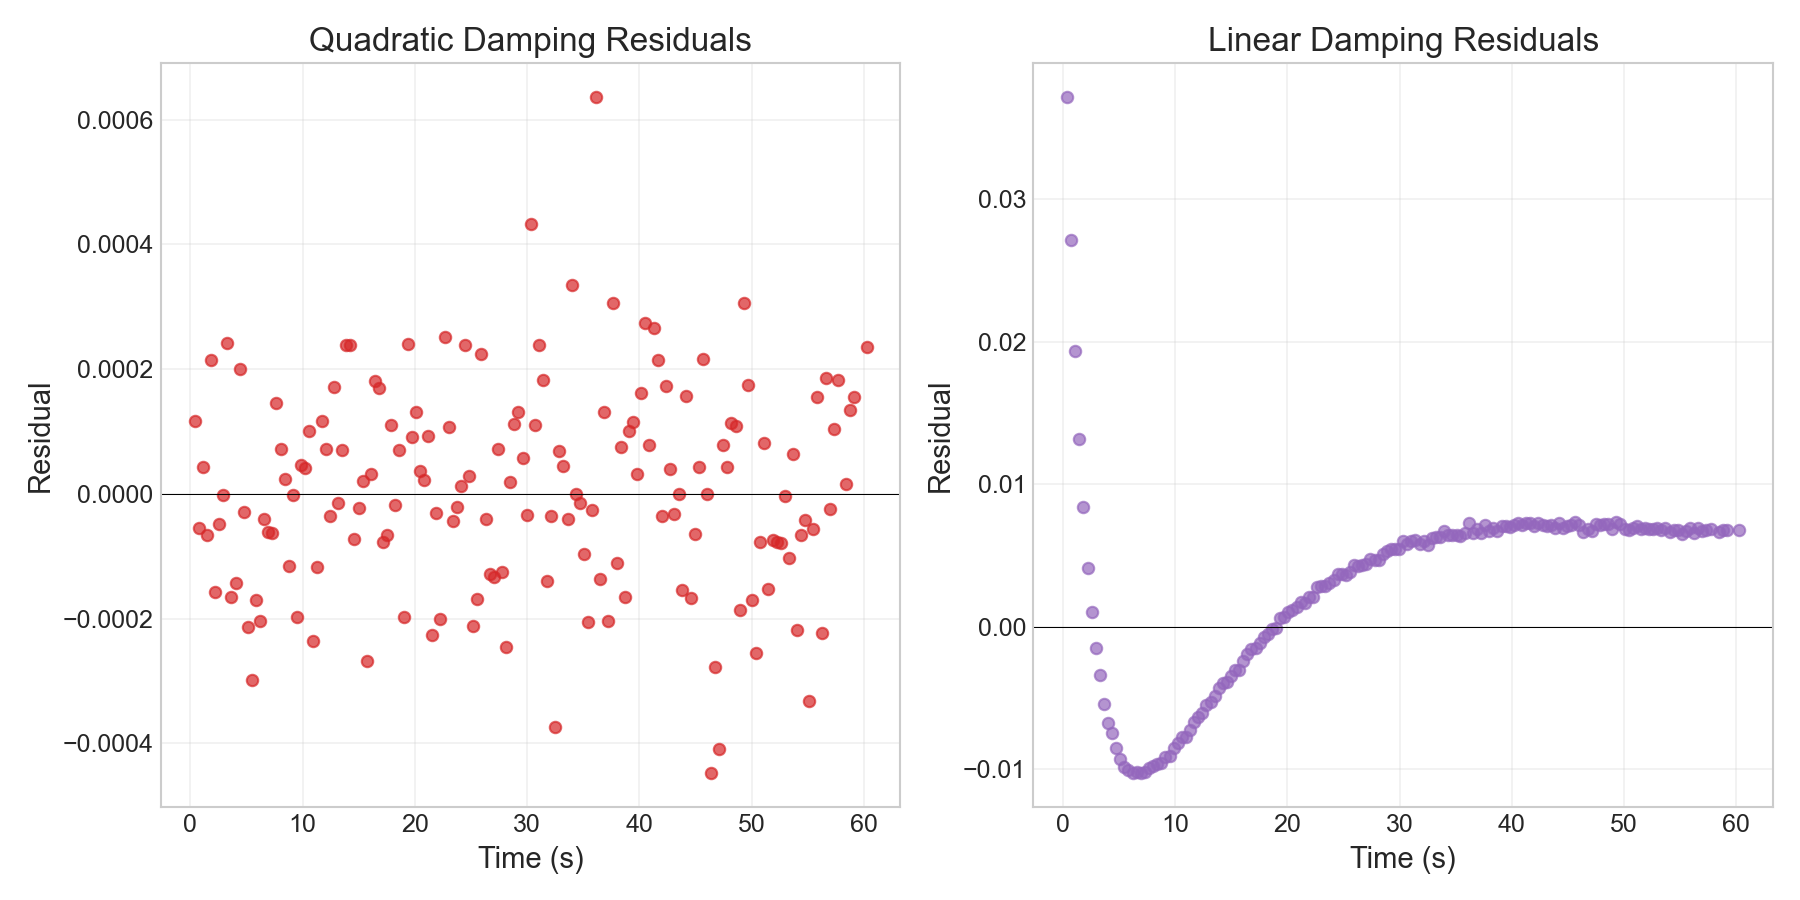 Quadratic Damping Residuals
Residual
0.0006
0.0004
0.0002
0.0000
−0.0002
−0.0004
0 10 20 30 40 50 60
Time (s)
Linear Damping Residuals
Residual
0.03
0.02
0.01
0.00
−0.01
0 10 20 30 40 50 60
Time (s)